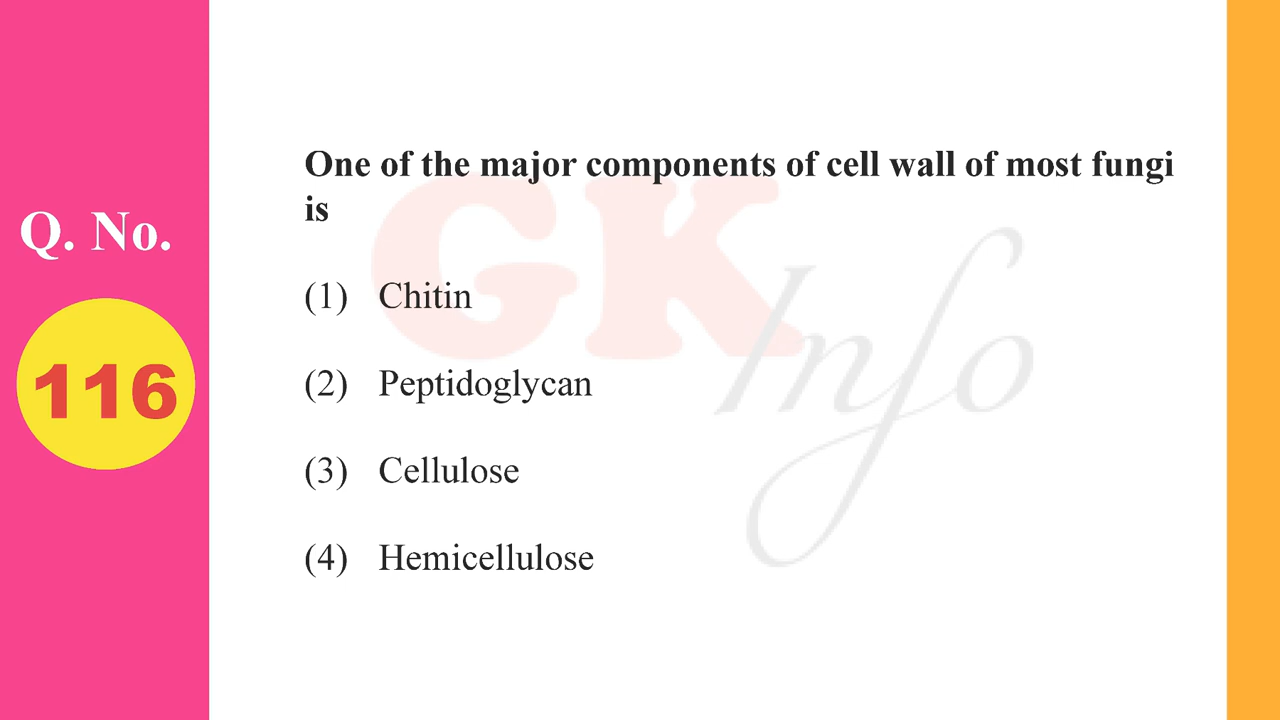 Q. No.
116
One of the major components of cell wall of most fungi
is
(1) Chitin
(2) Peptidoglycan
(3) Cellulose
(4) Hemicellulose
GK
Info